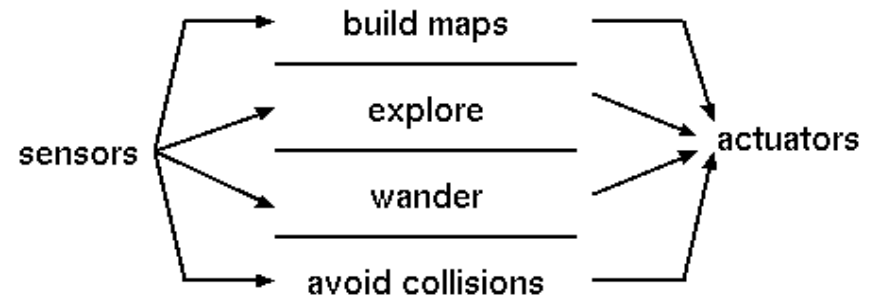 build maps
explore
sensors
actuators
wander
avoid collisions